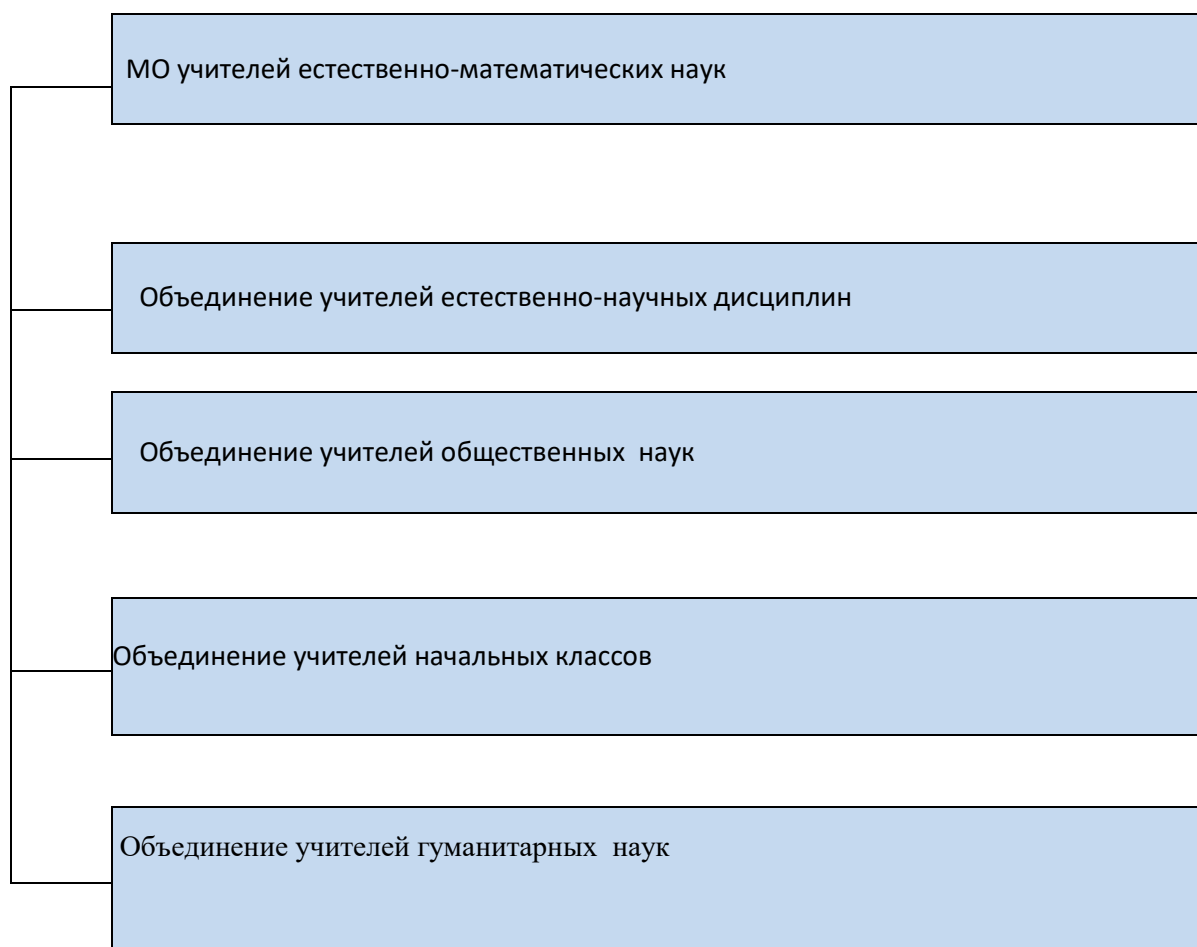 МО учителей естественно-математических наук
Объединение учителей естественно-научных дисциплин
Объединение учителей общественных  наук
Объединение учителей начальных классов
Объединение учителей гуманитарных  наук